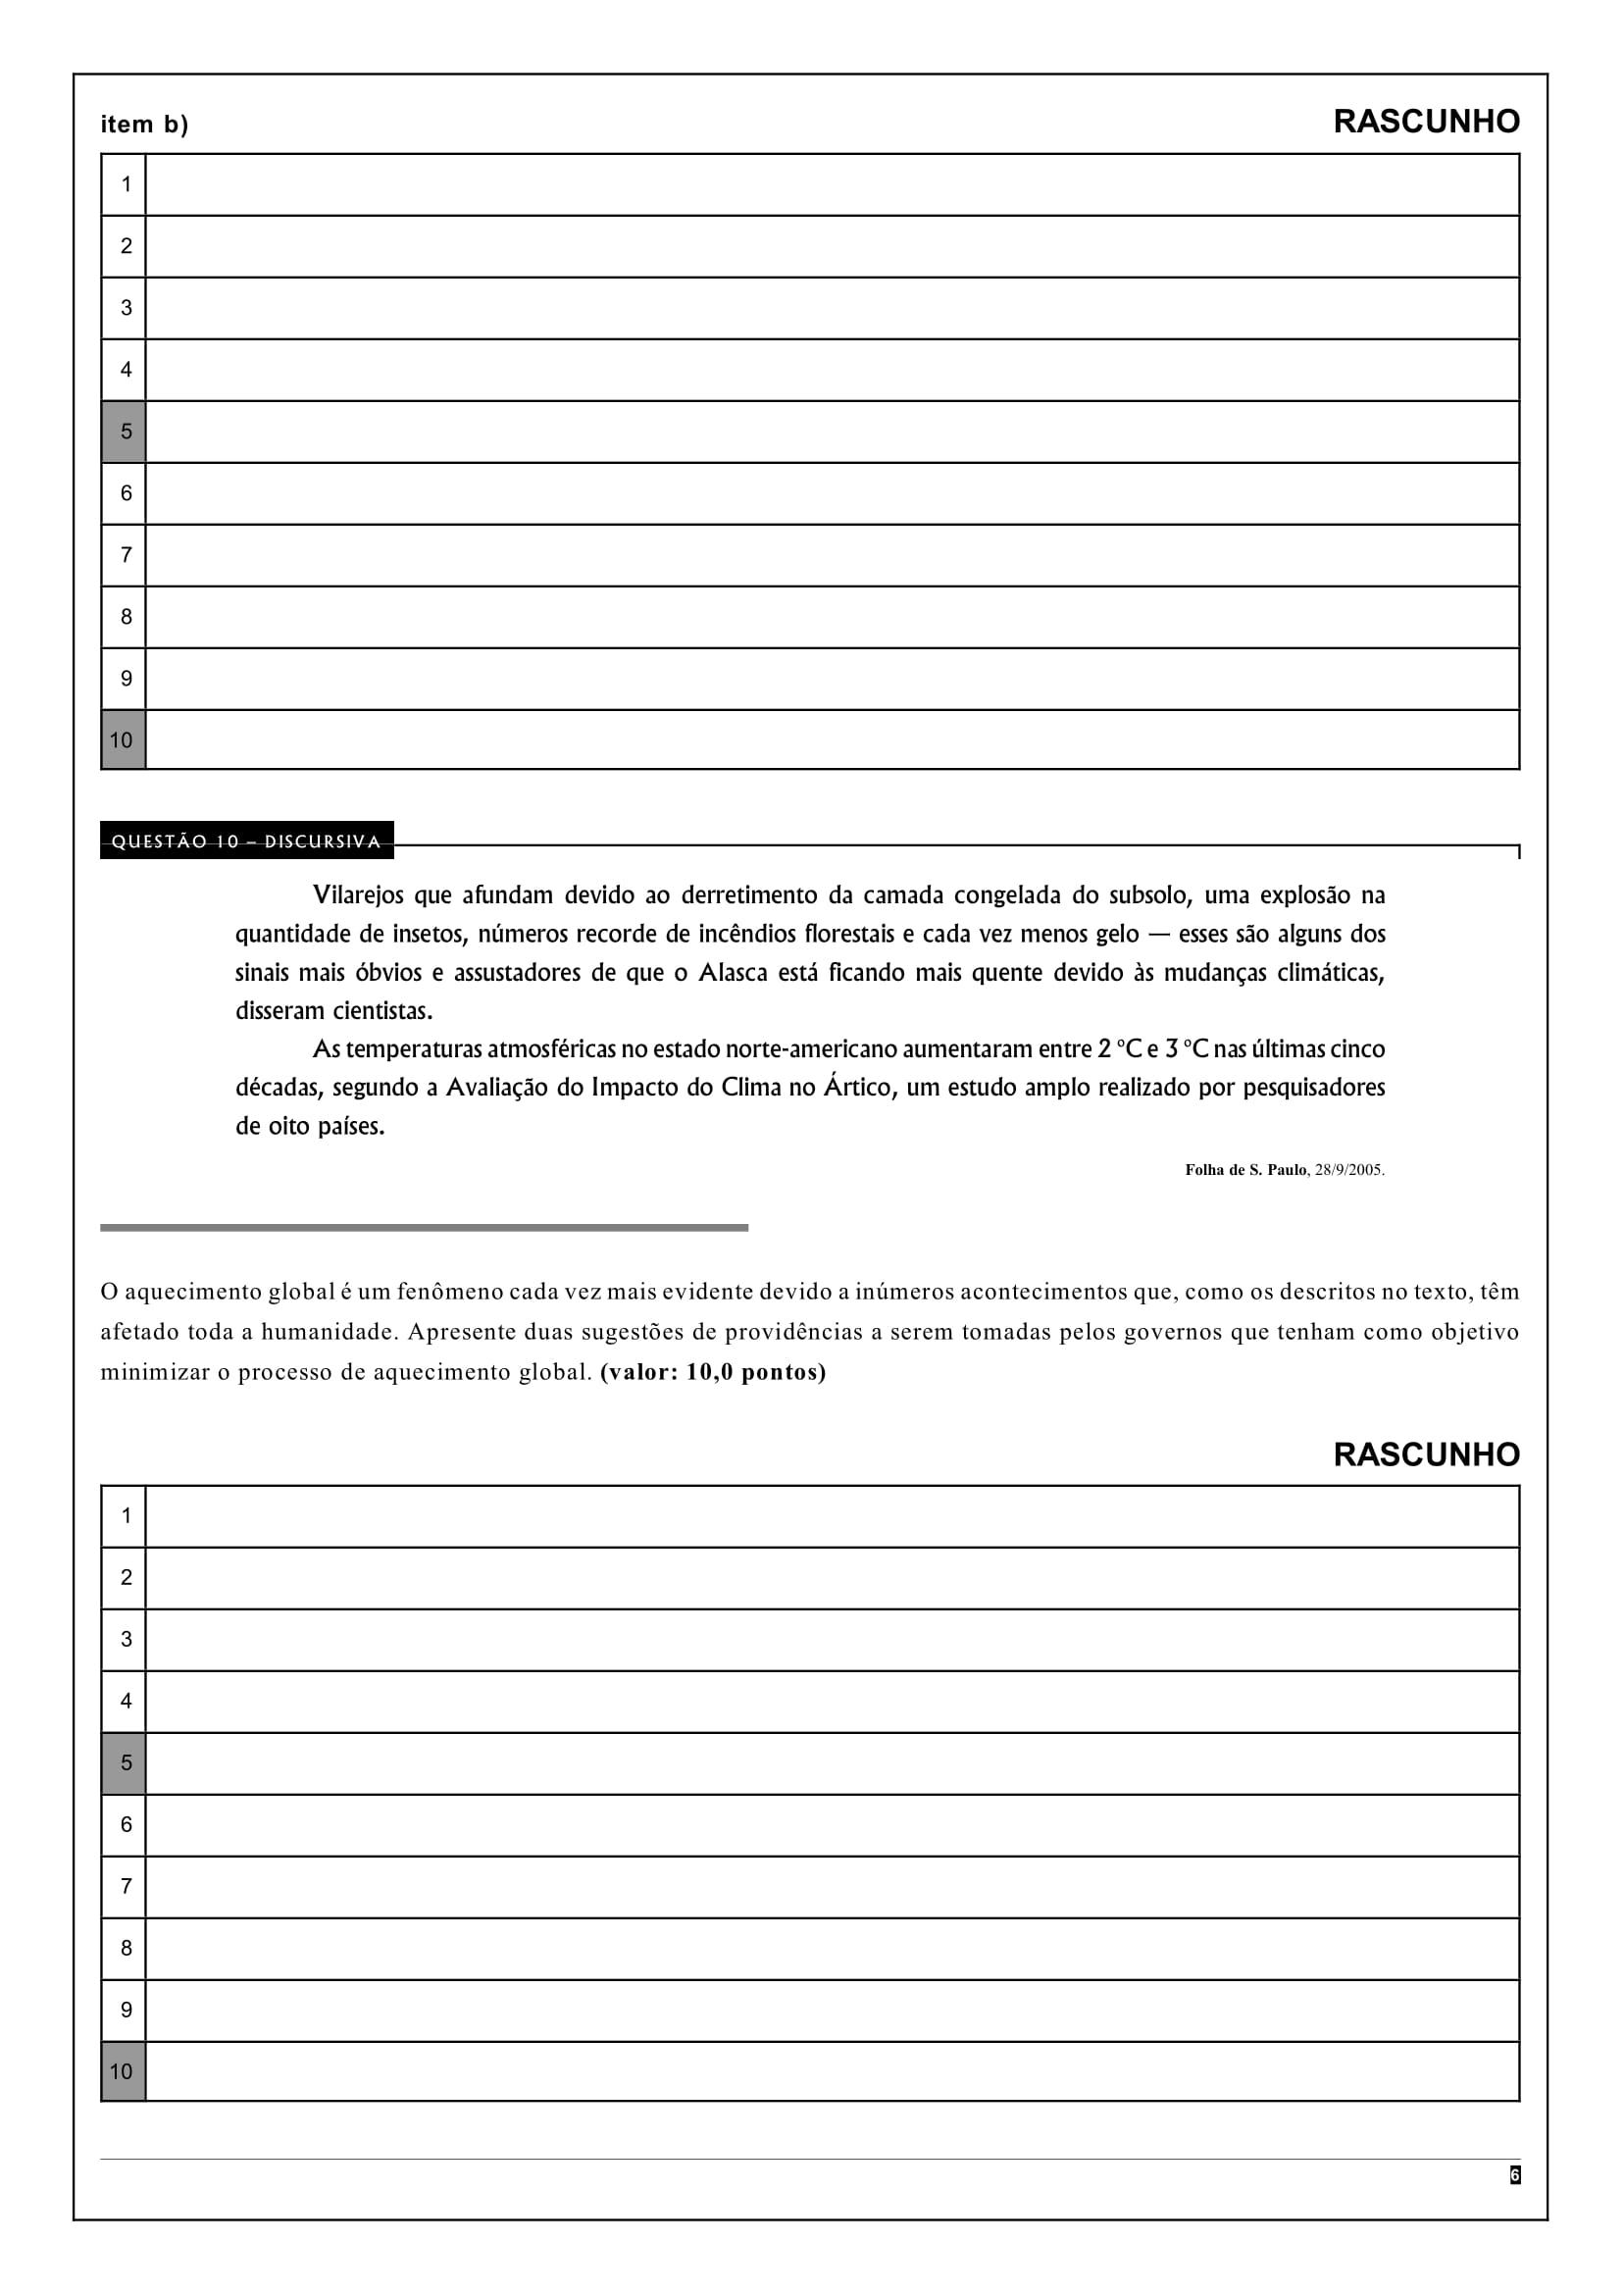 item b)
RASCUNHO
1
2
3
4
5
6
7
8
9
10
QUESTÃO 10 – DISCURSIVA
Vilarejos que afundam devido ao derretimento da camada congelada do subsolo, uma explosão na
quantidade de insetos, números recorde de incêndios florestais e cada vez menos gelo — esses são alguns dos
sinais mais óbvios e assustadores de que o Alasca está ficando mais quente devido às mudanças climáticas,
disseram cientistas.
As temperaturas atmosféricas no estado norte-americano aumentaram entre 2 ºC e 3 ºC nas últimas cinco
décadas, segundo a Avaliação do Impacto do Clima no Ártico, um estudo amplo realizado por pesquisadores
de oito países.
Folha de S. Paulo, 28/9/2005.
O aquecimento global é um fenômeno cada vez mais evidente devido a inúmeros acontecimentos que, como os descritos no texto, têm
afetado toda a humanidade. Apresente duas sugestões de providências a serem tomadas pelos governos que tenham como objetivo
minimizar o processo de aquecimento global. (valor: 10,0 pontos)
RASCUNHO
1
2
3
4
5
6
7
8
9
10
6